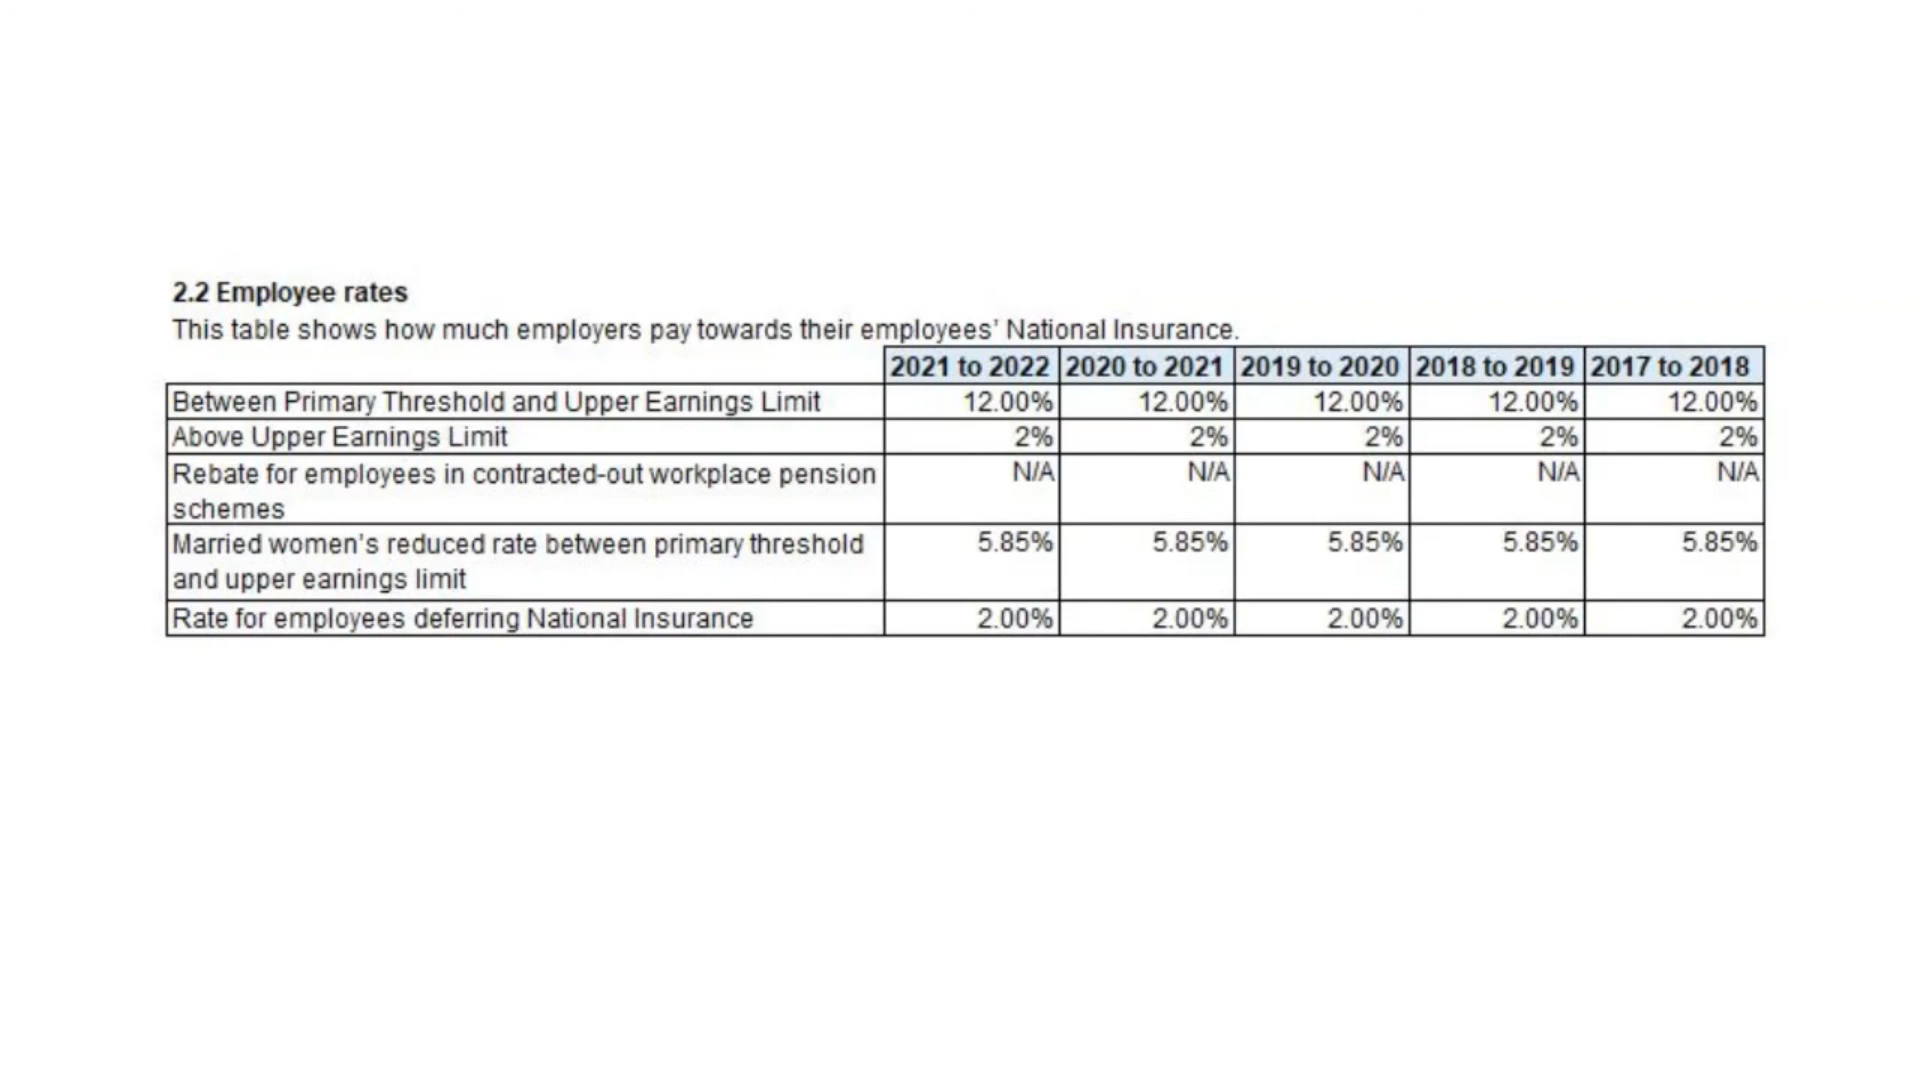 2.2 Employee rates
This table shows how much employers pay towards their employees' National Insurance.
2021 to 2022 2020 to 2021 2019 to 2020 2018 to 2019 2017 to 2018
Between Primary Threshold and Upper Earnings Limit 12.00% 12.00% 12.00% 12.00% 12.00%
Above Upper Earnings Limit 2% 2% 2% 2% 2%
Rebate for employees in contracted-out workplace pension N/A N/A N/A N/A N/A
schemes
Married women's reduced rate between primary threshold 5.85% 5.85% 5.85% 5.85% 5.85%
and upper earnings limit
Rate for employees deferring National Insurance 2.00% 2.00% 2.00% 2.00% 2.00%